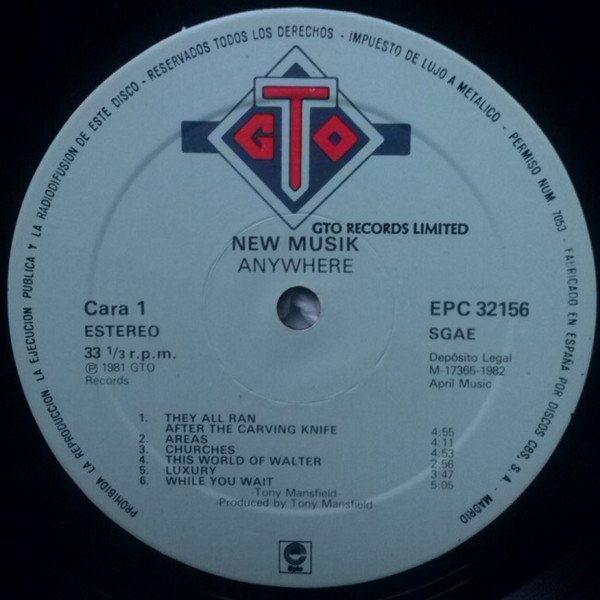 PROHIBIDA LA REPRODUCCION, LA EJECUCION PUBLICA Y LA RADIODIFUSION DE ESTE DISCO - RESERVADOS TODOS LOS DERECHOS - IMPUESTO DE LUJO A METALICO - PERMISO NUM. 7053 - FABRICADO EN ESPAÑA POR DISCOS CBS, S. A. MADRID
GTO
GTO RECORDS LIMITED
NEW MUSIK
ANYWHERE
Cara 1
ESTEREO
33 1/3 r.p.m.
Ⓟ 1981 GTO
Records
EPC 32156
SGAE
Depósito Legal
M-17365-1982
April Music
1. THEY ALL RAN
AFTER THE CARVING KNIFE 4:55
2. AREAS 4:11
3. CHURCHES 4:53
4. THIS WORLD OF WALTER 2:56
5. LUXURY 3:47
6. WHILE YOU WAIT 5:05
-Tony Mansfield-
-Produced by Tony Mansfield-
e
Epic